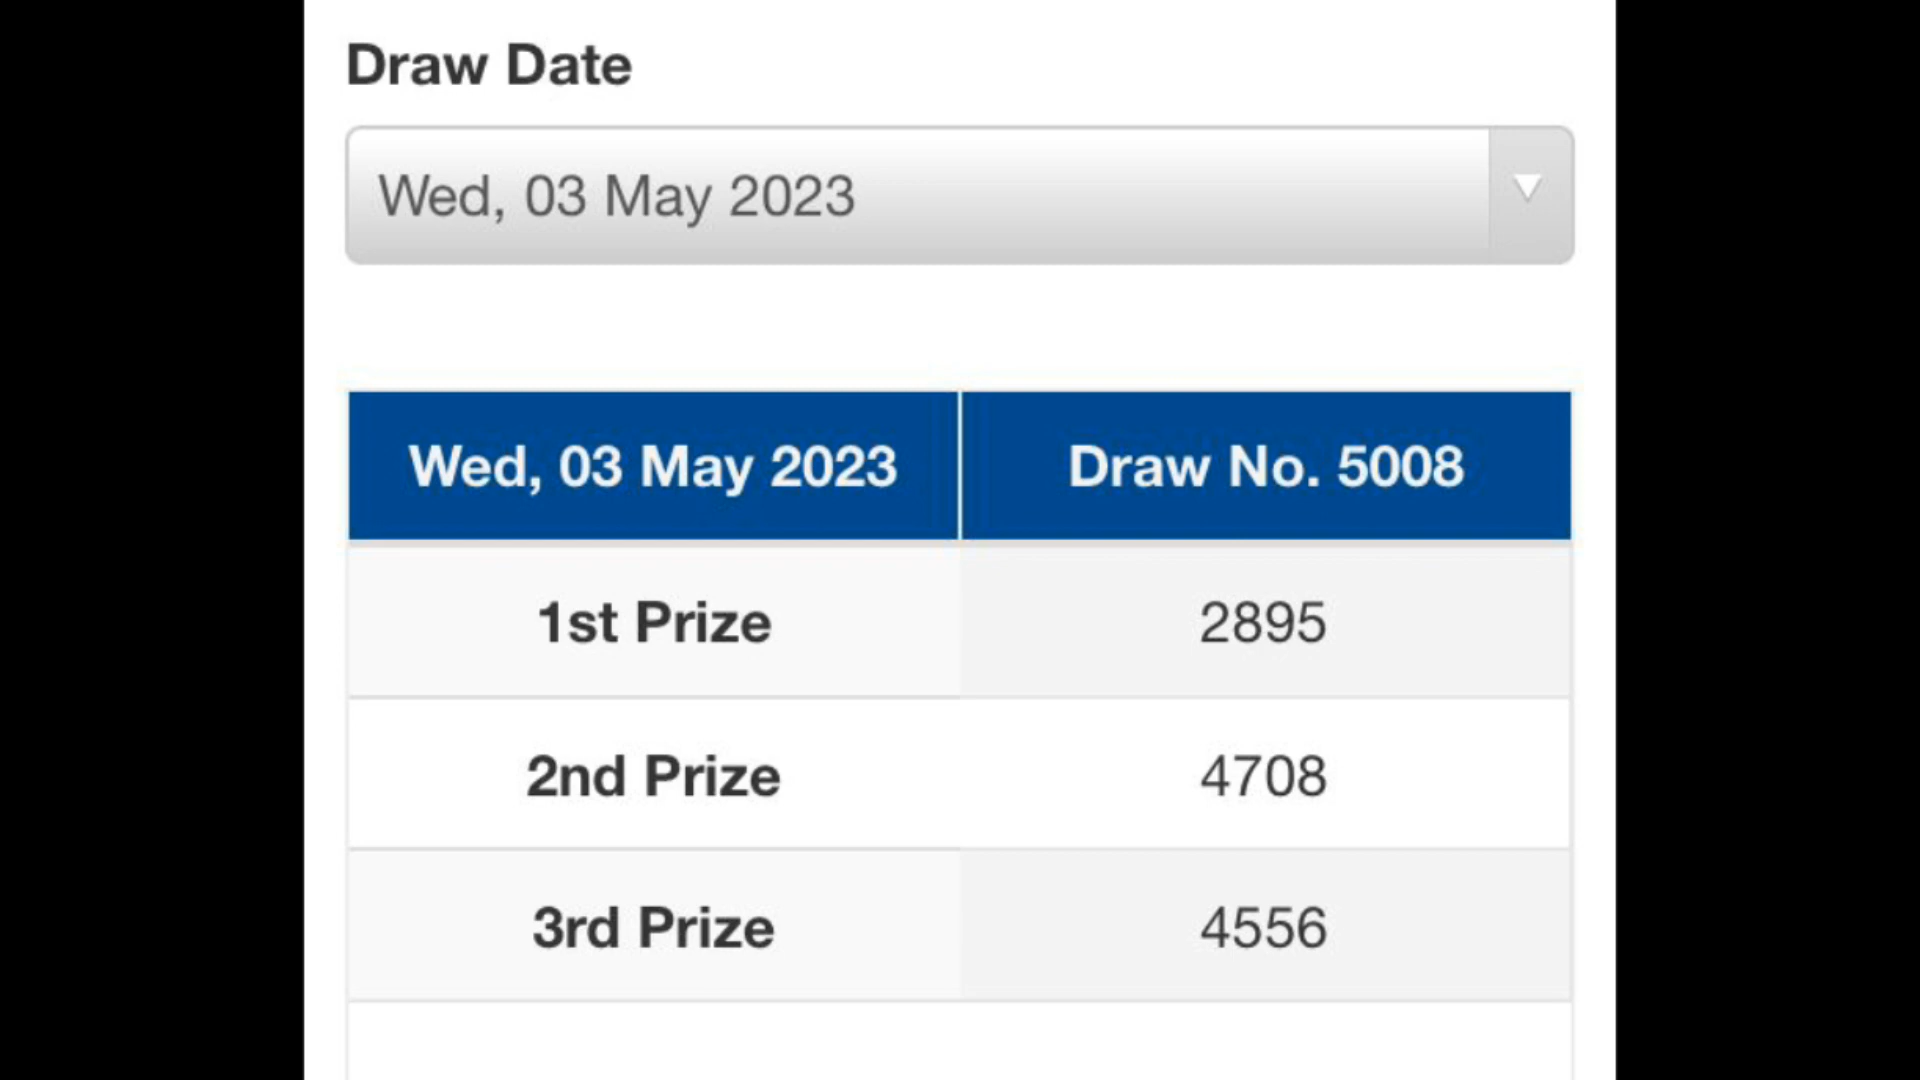 Draw Date
Wed, 03 May 2023
Wed, 03 May 2023 Draw No. 5008
1st Prize 2895
2nd Prize 4708
3rd Prize 4556